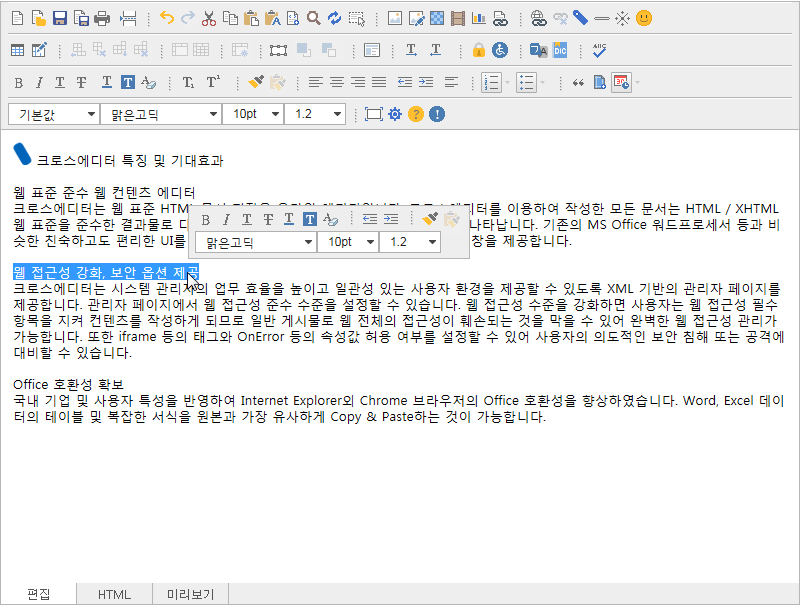 기본값 맑은고딕 10pt 1.2
크로스에디터 특징 및 기대효과
웹 표준 준수 웹 컨텐츠 에디터
크로스에디터는 웹 표준 HTML 문서 편집을 에디터를 이용하여 작성한 모든 문서는 HTML / XHTML
웹 표준을 준수한 결과물로 나타납니다. 기존의 MS Office 워드프로세서 등과 비
슷한 친숙하고도 편리한 UI를 창을 제공합니다.
B I T T T T
맑은고딕 10pt 1.2
웹 접근성 강화, 보안 옵션 제공
크로스에디터는 시스템 관리자의 업무 효율을 높이고 일관성 있는 사용자 환경을 제공할 수 있도록 XML 기반의 관리자 페이지를
제공합니다. 관리자 페이지에서 웹 접근성 준수 수준을 설정할 수 있습니다. 웹 접근성 수준을 강화하면 사용자는 웹 접근성 필수
항목을 지켜 컨텐츠를 작성하게 되므로 일반 게시물로 웹 전체의 접근성이 훼손되는 것을 막을 수 있어 완벽한 웹 접근성 관리가
가능합니다. 또한 iframe 등의 태그와 OnError 등의 속성값 허용 여부를 설정할 수 있어 사용자의 의도적인 보안 침해 또는 공격에
대비할 수 있습니다.
Office 호환성 확보
국내 기업 및 사용자 특성을 반영하여 Internet Explorer와 Chrome 브라우저의 Office 호환성을 향상하였습니다. Word, Excel 데이
터의 테이블 및 복잡한 서식을 원본과 가장 유사하게 Copy & Paste하는 것이 가능합니다.
편집 HTML 미리보기